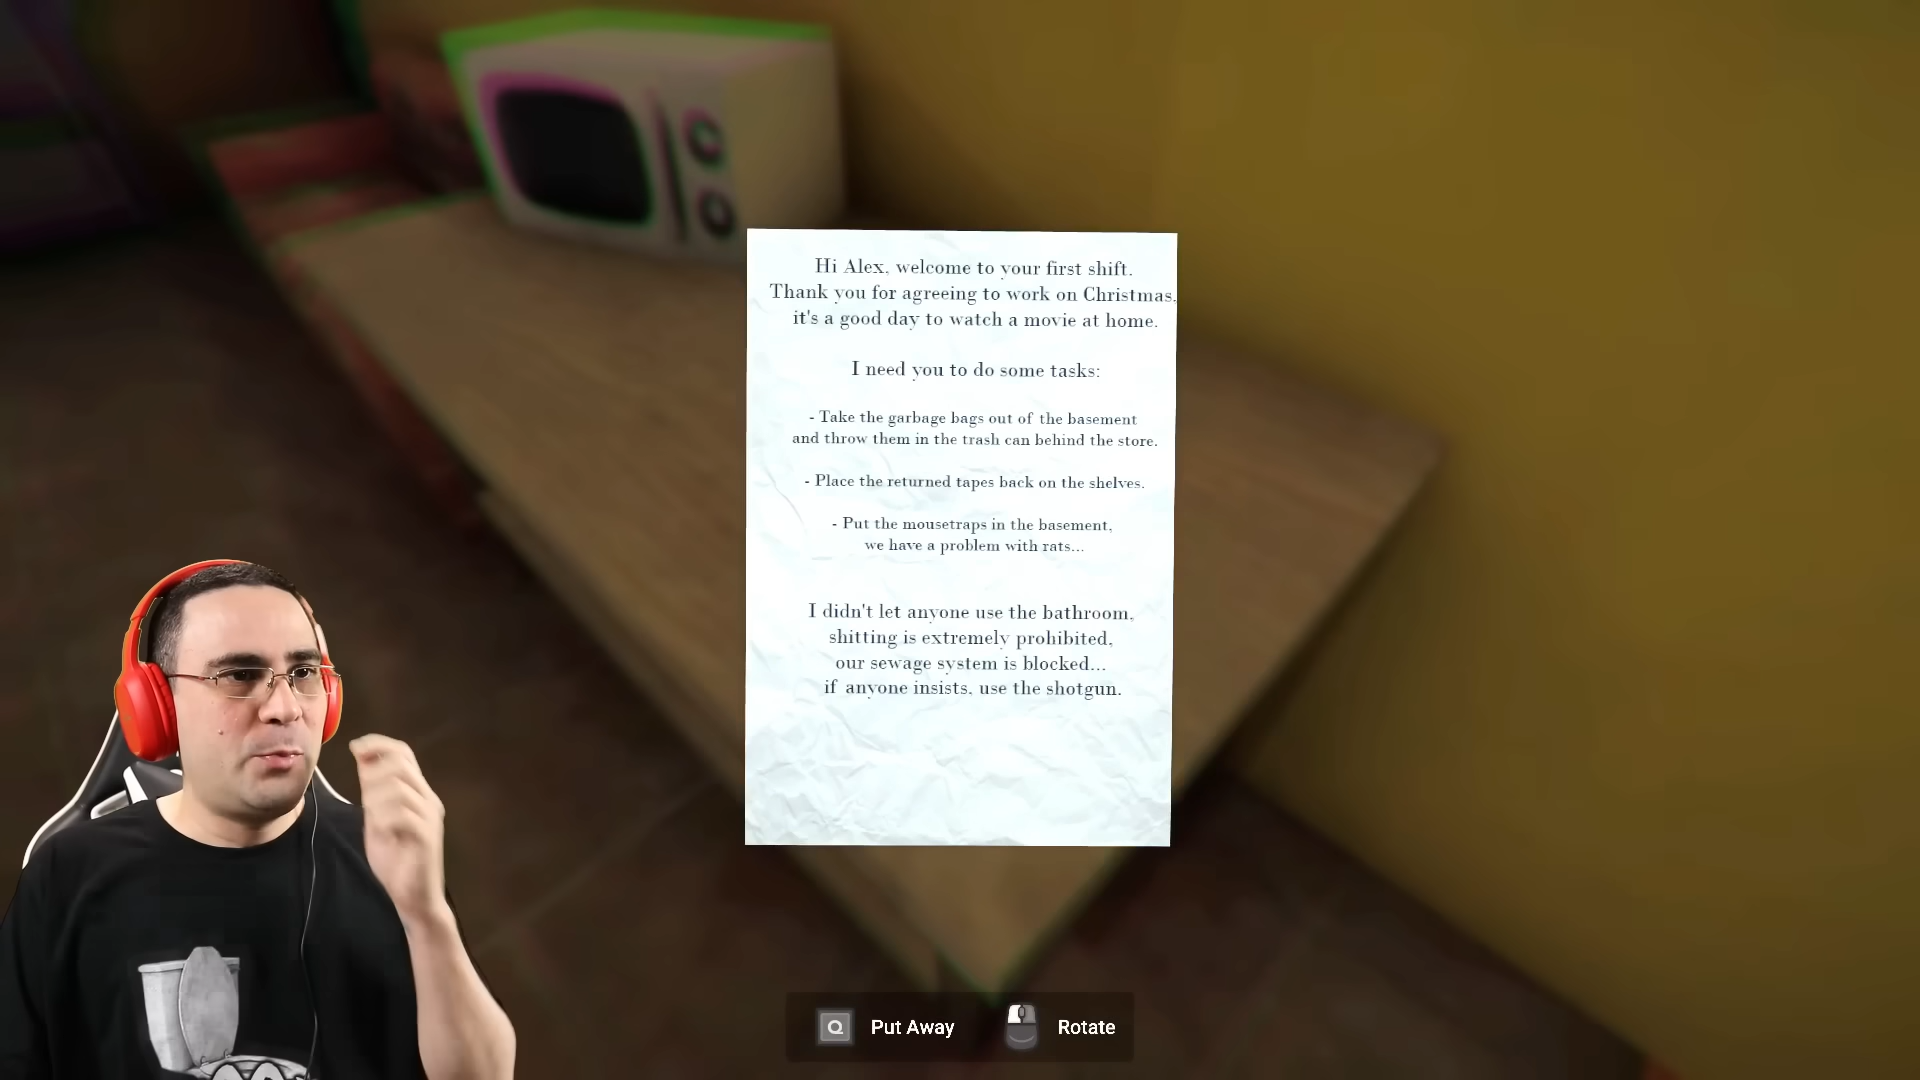 Hi Alex, welcome to your first shift.
Thank you for agreeing to work on Christmas,
it's a good day to watch a movie at home.
I need you to do some tasks:
- Take the garbage bags out of the basement
and throw them in the trash can behind the store.
- Place the returned tapes back on the shelves.
- Put the mousetraps in the basement,
we have a problem with rats...
I didn't let anyone use the bathroom,
shitting is extremely prohibited,
our sewage system is blocked...
if anyone insists, use the shotgun.
Q Put Away Rotate